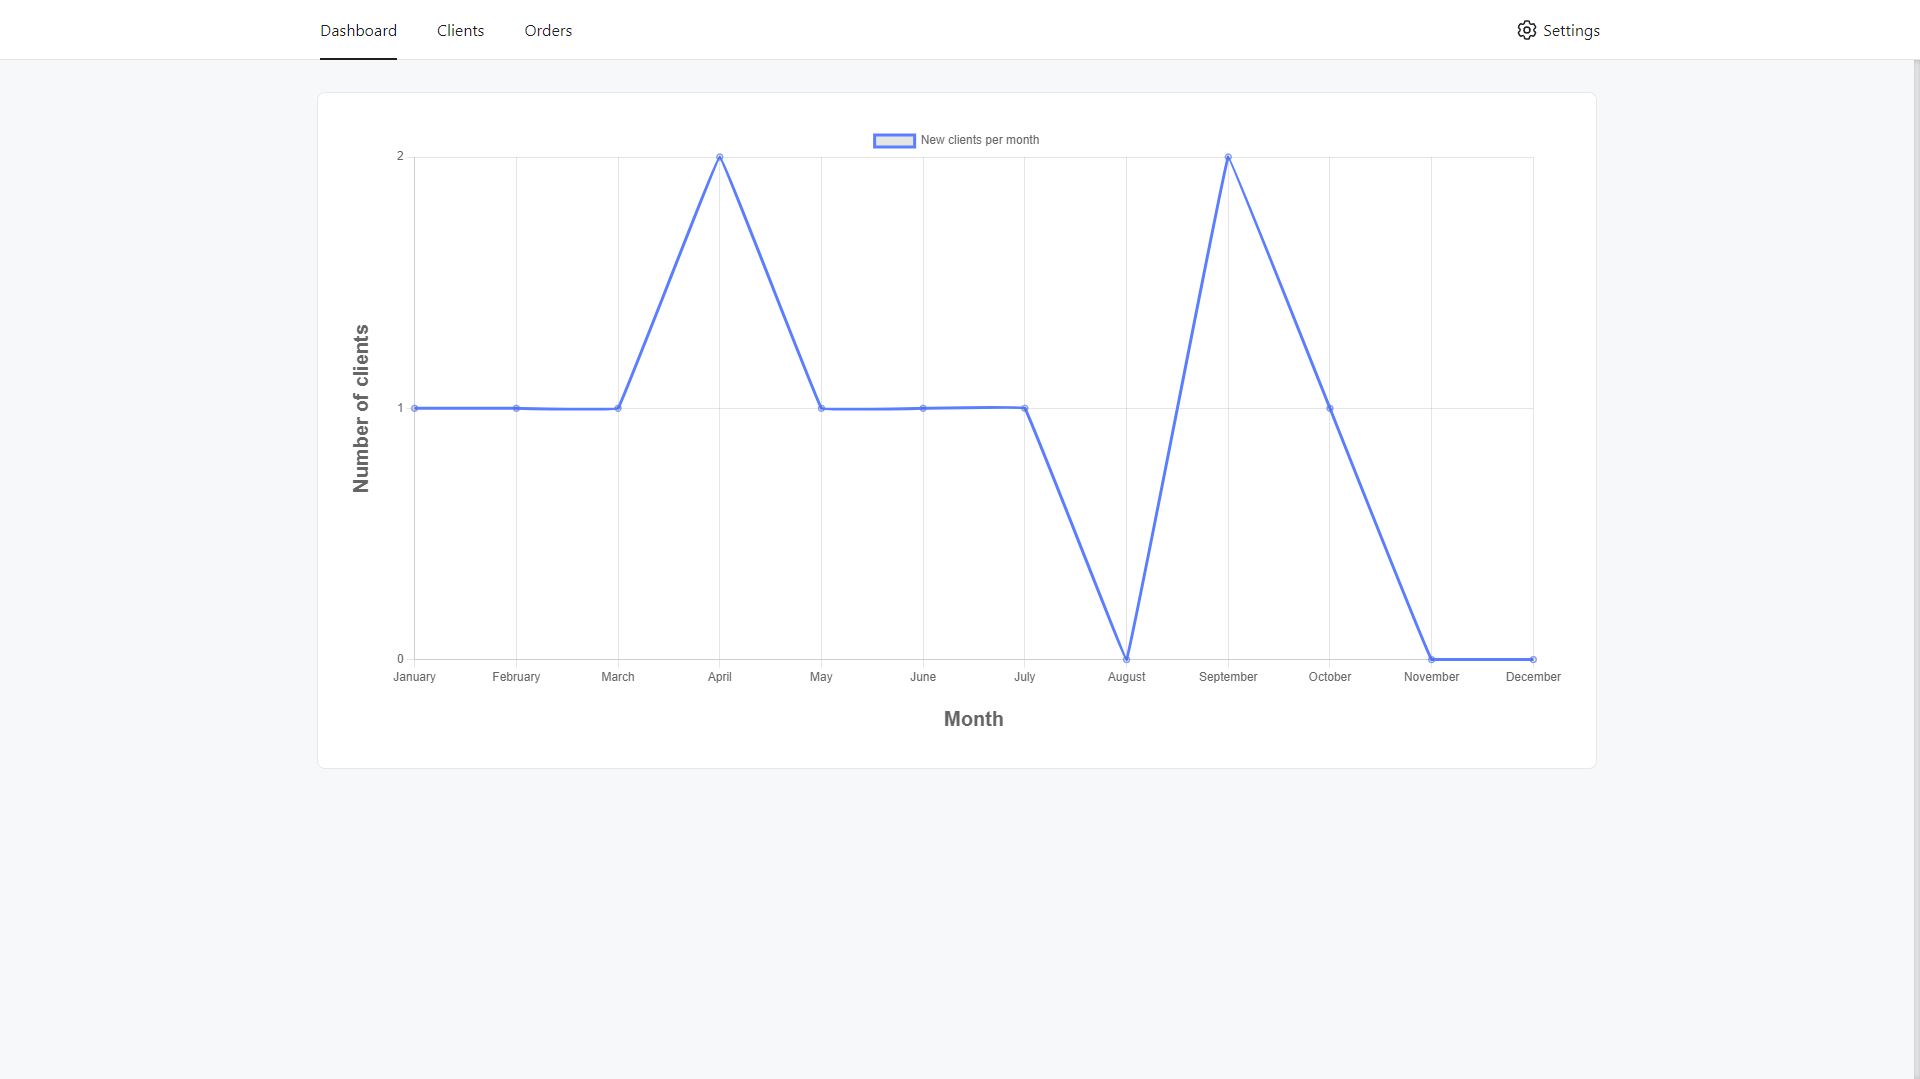 Dashboard Clients Orders Settings
New clients per month
2
1
0
Number of clients
January February March April May June July August September October November December
Month